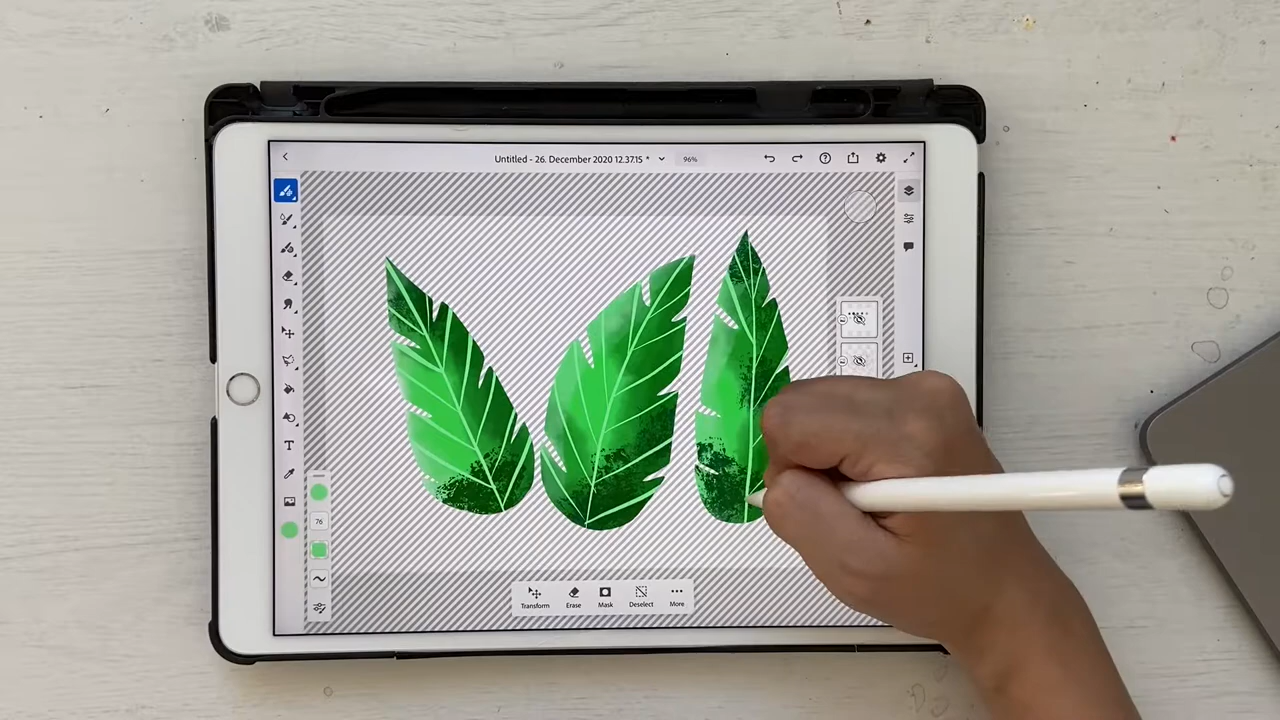 Untitled - 26. December 2020 12.37.15 *
96%
T
76
Transform
Erase
Mask
Deselect
More